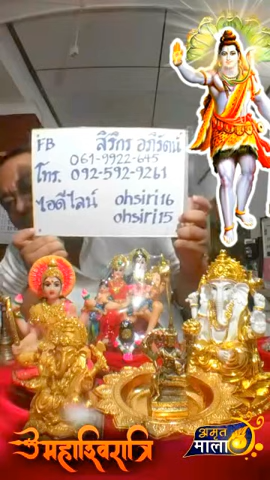 FB สิริกร อภิรัตน์
061-9922-645
โทร. 092-592-9261
ไอดีไลน์ ohsiri16
ohsiri15
ॐ महाशिवरात्रि
अमृत
माला